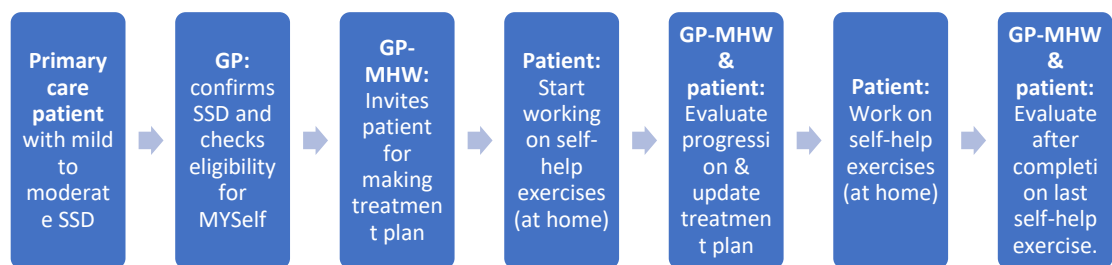 Primary
care
patient
with mild
to
moderat
e SSD
GP:
confirms
SSD and
checks
eligibility
for
MYSelf
GP-
MHW:
Invites
patient
for
making
treatmen
t plan
Patient:
Start
working
on self-
help
exercises
(at home)
GP-MHW
&
patient:
Evaluate
progressi
on &
update
treatmen
t plan
Patient:
Work on
self-help
exercises
(at home)
GP-MHW
&
patient:
Evaluate
after
completi
on last
self-help
exercise.